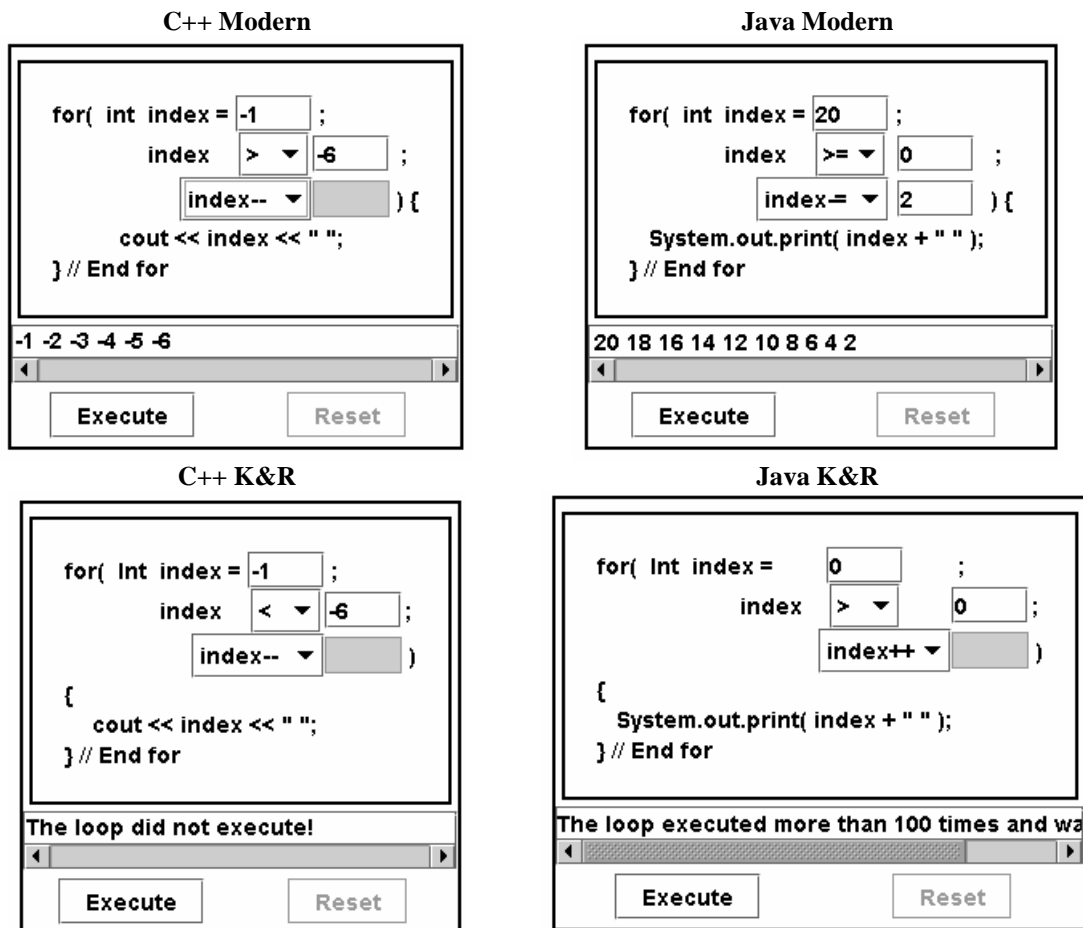 C++ Modern
for( int index = -1 ;
index > -6 ;
index-- ) {
cout << index << " ";
} // End for
-1 -2 -3 -4 -5 -6
Execute Reset
Java Modern
for( int index = 20 ;
index >= 0 ;
index-= 2 ) {
System.out.print( index + " " );
} // End for
20 18 16 14 12 10 8 6 4 2
Execute Reset
C++ K&R
for( Int index = -1 ;
index < -6 ;
index-- )
{
cout << index << " ";
} // End for
The loop did not execute!
Execute Reset
Java K&R
for( Int index = 0 ;
index > 0 ;
index++ )
{
System.out.print( index + " " );
} // End for
The loop executed more than 100 times and wa
Execute Reset